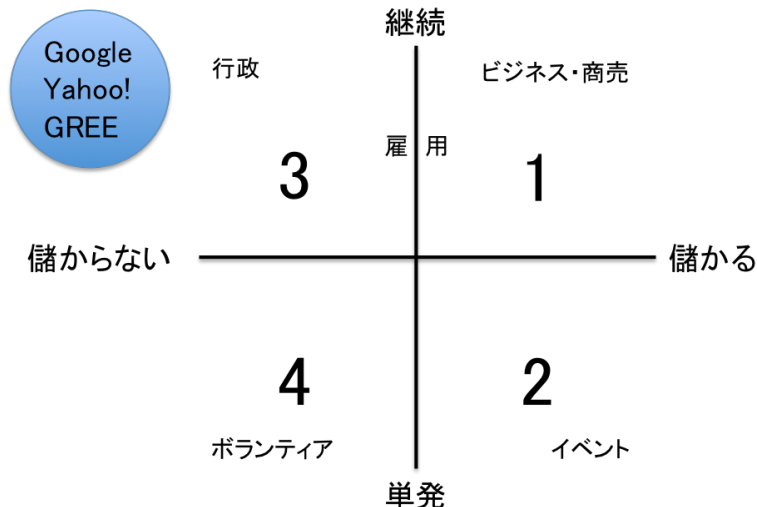 継続
Google
Yahoo!
GREE
行政
ビジネス・商売
雇用
3
1
儲からない
儲かる
4
2
ボランティア
イベント
単発